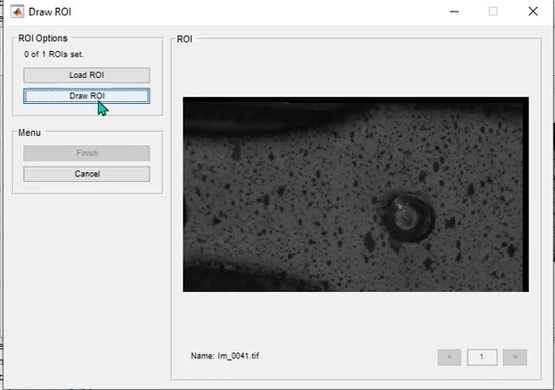 Draw ROI
ROI Options
0 of 1 ROIs set.
Load ROI
Draw ROI
Menu
Finish
Cancel
ROI
Name: Im_0041.tif
< 1 >